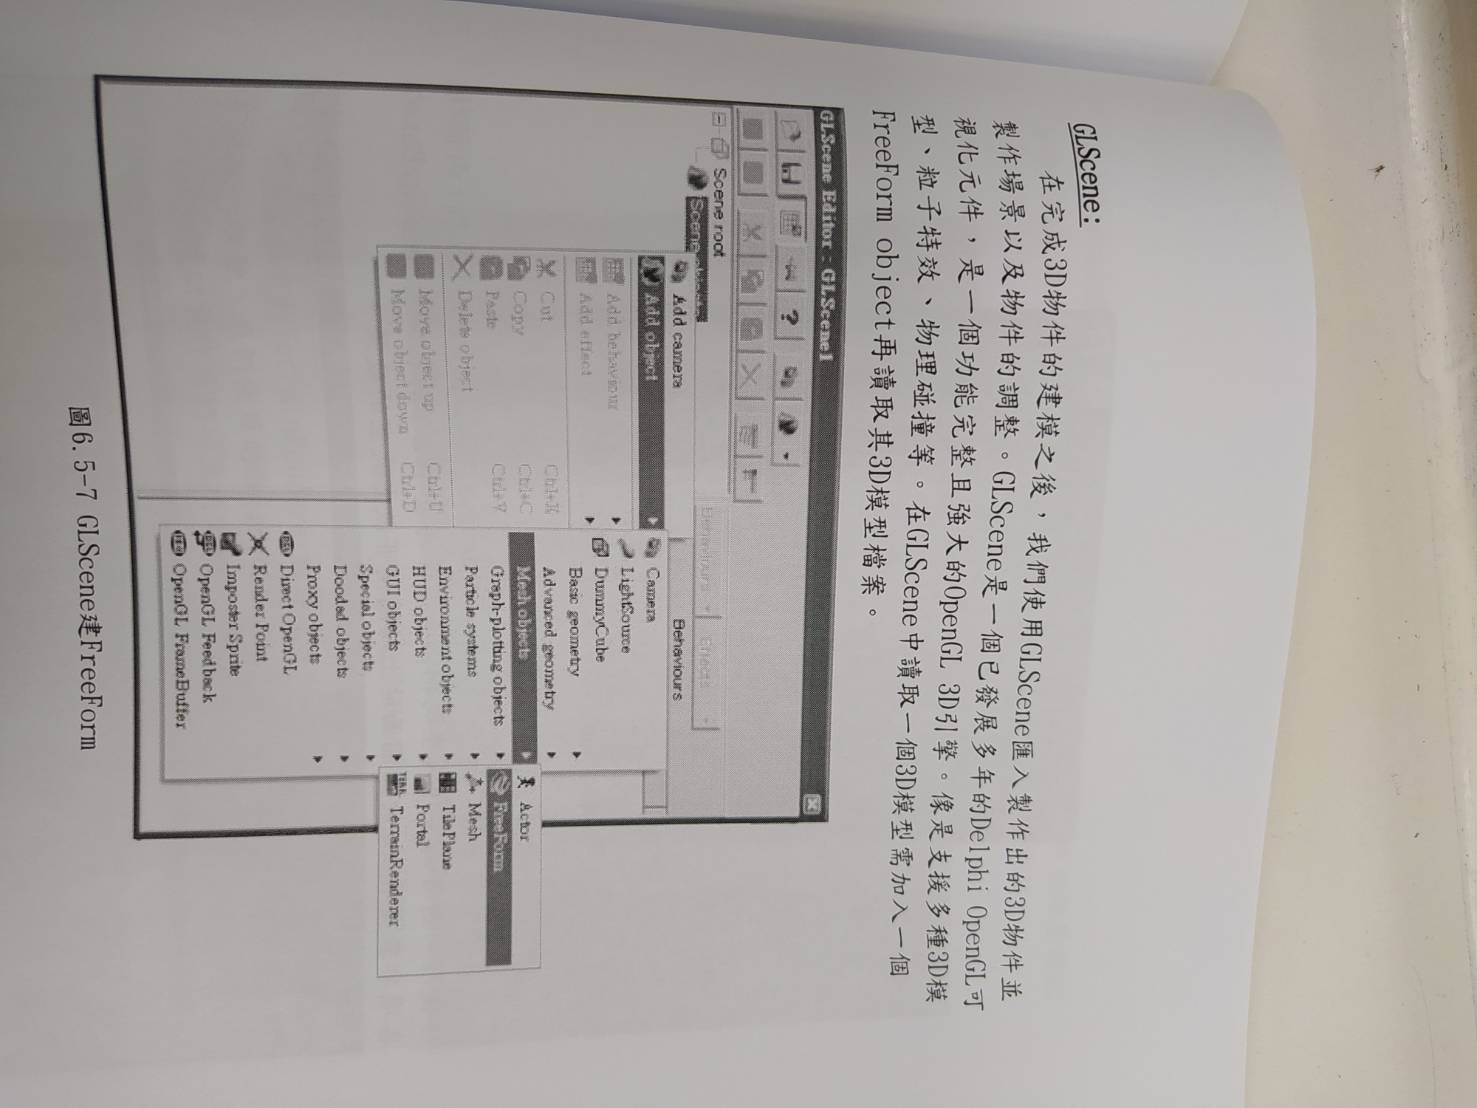 GLScene:
在完成3D物件的建模之後，我們使用GLScene匯入製作出的3D物件並
製作場景以及物件的調整。GLScene是一個已發展多年的Delphi OpenGL可
視化元件，是一個功能完整且強大的OpenGL 3D引擎。像是支援多種3D模
型、粒子特效、物理碰撞等。在GLScene中讀取一個3D模型需加入一個
FreeForm object再讀取其3D模型檔案。
GLScene Editor : GLScene1
Scene root
Scene objects
Behaviours
Effects
Behaviours
Add camera
Add object
Add behaviour
Add effect
Cut Ctrl+X
Copy Ctrl+C
Paste Ctrl+V
Delete object
Move object up Ctrl+U
Move object down Ctrl+D
Camera
LightSource
DummyCube
Basic geometry
Advanced geometry
Mesh objects
Graph-plotting objects
Particle systems
Environment objects
HUD objects
GUI objects
Special objects
Doodad objects
Proxy objects
Direct OpenGL
Render Point
Imposter Sprite
OpenGL Feedback
OpenGL FrameBuffer
Actor
FreeForm
Mesh
TilePlane
Portal
TerrainRenderer
圖6.5-7 GLScene建FreeForm